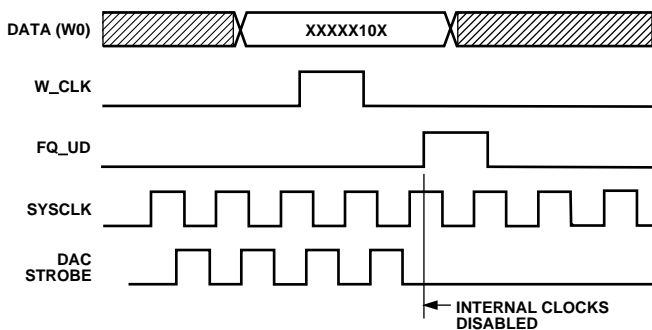 DATA (W0)
XXXXX10X
W_CLK
FQ_UD
SYSCLK
DAC
STROBE
INTERNAL CLOCKS
DISABLED